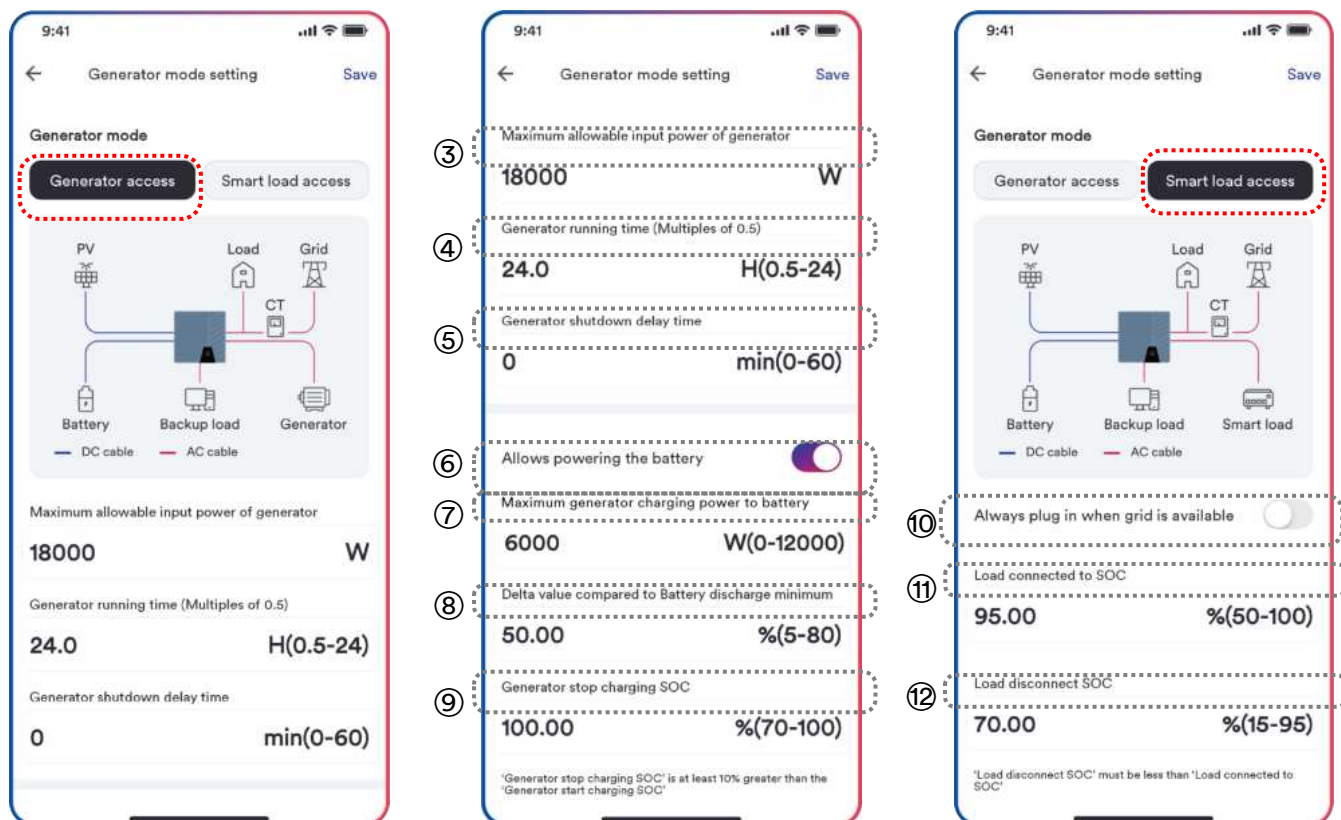 9:41
Generator mode setting
Save
Generator mode
Generator access
Smart load access
PV
Load
Grid
CT
Battery
Backup load
Generator
DC cable
AC cable
Maximum allowable input power of generator
18000
W
Generator running time (Multiples of 0.5)
24.0
H(0.5-24)
Generator shutdown delay time
0
min(0-60)
9:41
Generator mode setting
Save
③
Maximum allowable input power of generator
18000
W
④
Generator running time (Multiples of 0.5)
24.0
H(0.5-24)
⑤
Generator shutdown delay time
0
min(0-60)
⑥
Allows powering the battery
⑦
Maximum generator charging power to battery
6000
W(0-12000)
⑧
Delta value compared to Battery discharge minimum
50.00
%(5-80)
⑨
Generator stop charging SOC
100.00
%(70-100)
'Generator stop charging SOC' is at least 10% greater than the
'Generator start charging SOC'
9:41
Generator mode setting
Save
Generator mode
Generator access
Smart load access
PV
Load
Grid
CT
Battery
Backup load
Smart load
DC cable
AC cable
⑩
Always plug in when grid is available
⑪
Load connected to SOC
95.00
%(50-100)
⑫
Load disconnect SOC
70.00
%(15-95)
'Load disconnect SOC' must be less than 'Load connected to
SOC'